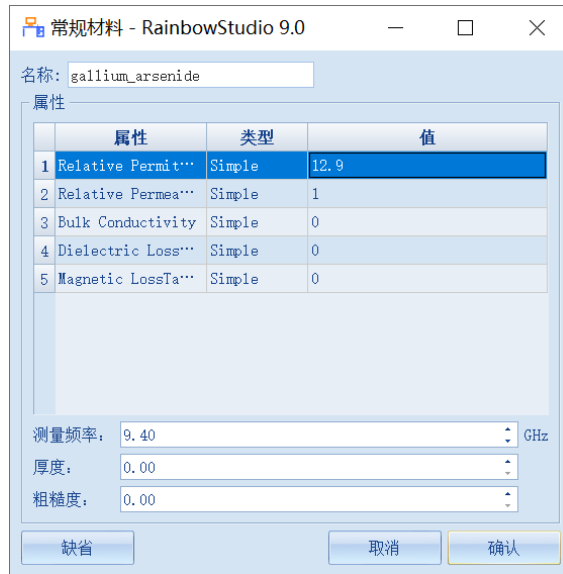 常规材料 - RainbowStudio 9.0
名称: gallium_arsenide
属性
属性 类型 值
1 Relative Permit… Simple 12.9
2 Relative Permea… Simple 1
3 Bulk Conductivity Simple 0
4 Dielectric Loss… Simple 0
5 Magnetic LossTa… Simple 0
测量频率: 9.40 GHz
厚度: 0.00
粗糙度: 0.00
缺省 取消 确认